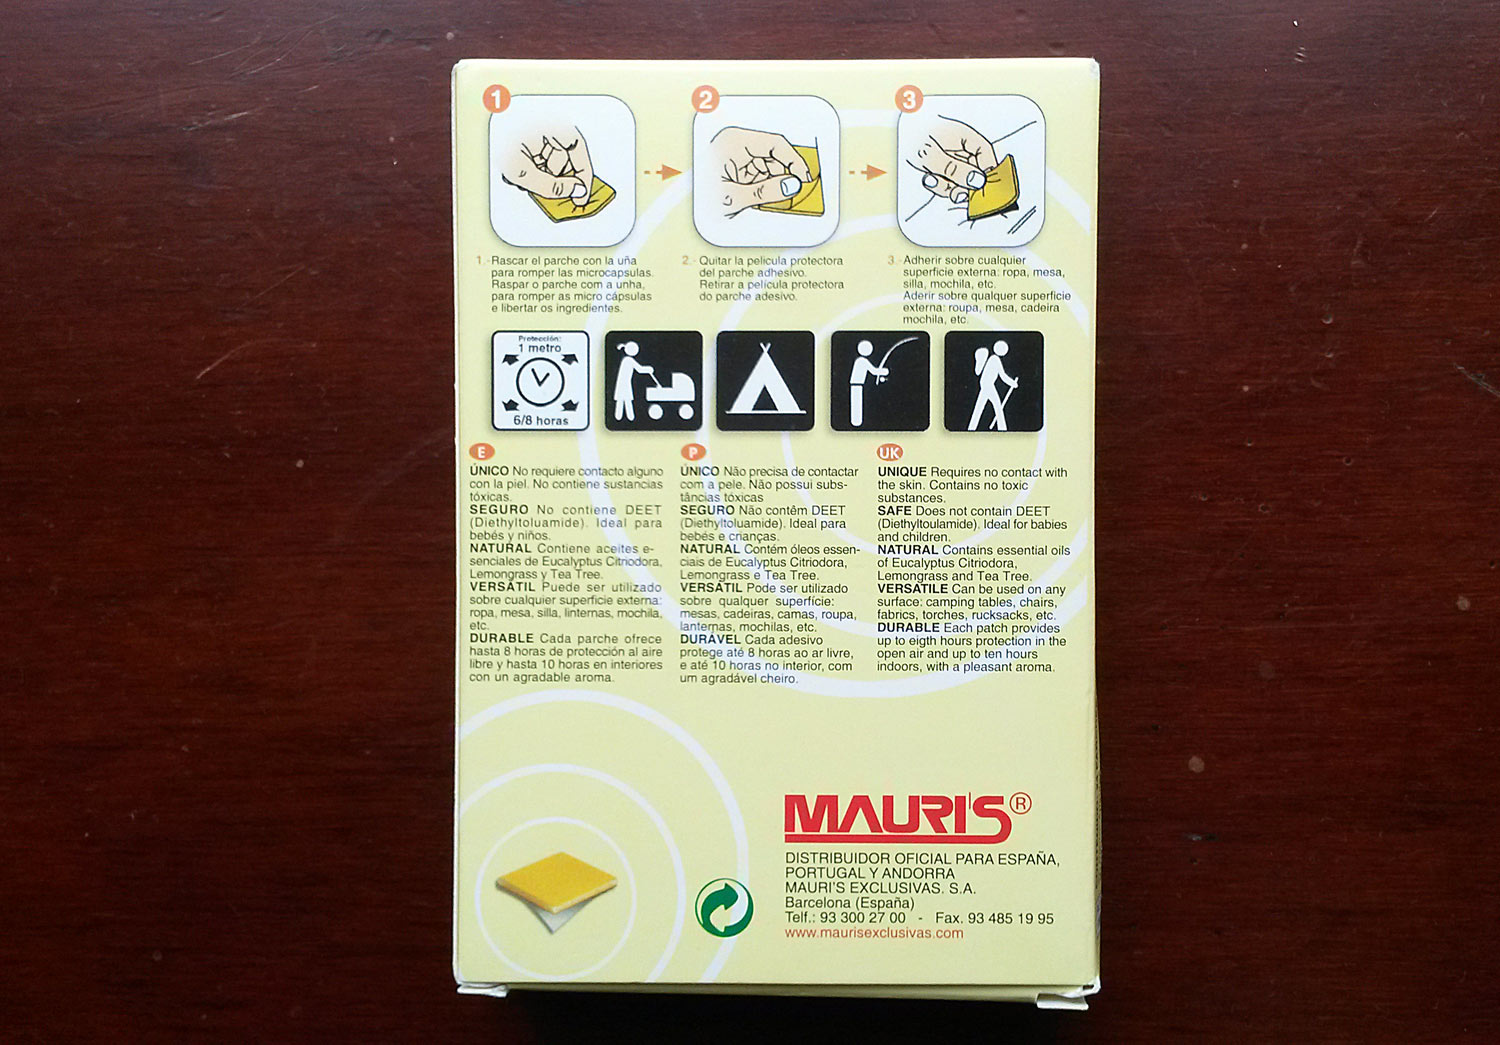 1
2
3
1.- Rascar el parche con la uña
para romper las microcapsulas.
Raspar o parche com a unha,
para romper as micro cápsulas
e libertar os ingredientes.
2.- Quitar la pelicula protectora
del parche adhesivo.
Retirar a pelicula protectora
do parche adesivo.
3.- Adherir sobre cualquier
superficie externa: ropa, mesa,
silla, mochila, etc.
Aderir sobre qualquer superficie
externa: roupa, mesa, cadeira
mochila, etc.
Protección:
1 metro
6/8 horas
E
ÚNICO No requiere contacto alguno
con la piel. No contiene sustancias
tóxicas.
SEGURO No contiene DEET
(Diethyltoluamide). Ideal para
bebés y niños.
NATURAL Contiene aceites e-
senciales de Eucalyptus Citriodora,
Lemongrass y Tea Tree.
VERSÁTIL Puede ser utilizado
sobre cualquier superficie externa:
ropa, mesa, silla, linternas, mochila,
etc.
DURABLE Cada parche ofrece
hasta 8 horas de protección al aire
libre y hasta 10 horas en interiores
con un agradable aroma.
P
ÚNICO Não precisa de contactar
com a pele. Não possui subs-
tâncias tóxicas
SEGURO Não contêm DEET
(Diethyltoluamide). Ideal para
bebés e crianças.
NATURAL Contém óleos essen-
ciais de Eucalyptus Citriodora,
Lemongrass e Tea Tree.
VERSÁTIL Pode ser utilizado
sobre qualquer superfície:
mesas, cadeiras, camas, roupa,
lanternas, mochilas, etc.
DURÁVEL Cada adesivo
protege até 8 horas ao ar livre,
e até 10 horas no interior, com
um agradável cheiro.
UK
UNIQUE Requires no contact with
the skin. Contains no toxic
substances.
SAFE Does not contain DEET
(Diethyltoulamide). Ideal for babies
and children.
NATURAL Contains essential oils
of Eucalyptus Citriodora,
Lemongrass and Tea Tree.
VERSATILE Can be used on any
surface: camping tables, chairs,
fabrics, torches, rucksacks, etc.
DURABLE Each patch provides
up to eigth hours protection in the
open air and up to ten hours
indoors, with a pleasant aroma.
MAURI'S®
DISTRIBUIDOR OFICIAL PARA ESPAÑA,
PORTUGAL Y ANDORRA
MAURI'S EXCLUSIVAS. S.A.
Barcelona (España)
Telf.: 93 300 27 00 - Fax. 93 485 19 95
www.maurisexclusivas.com